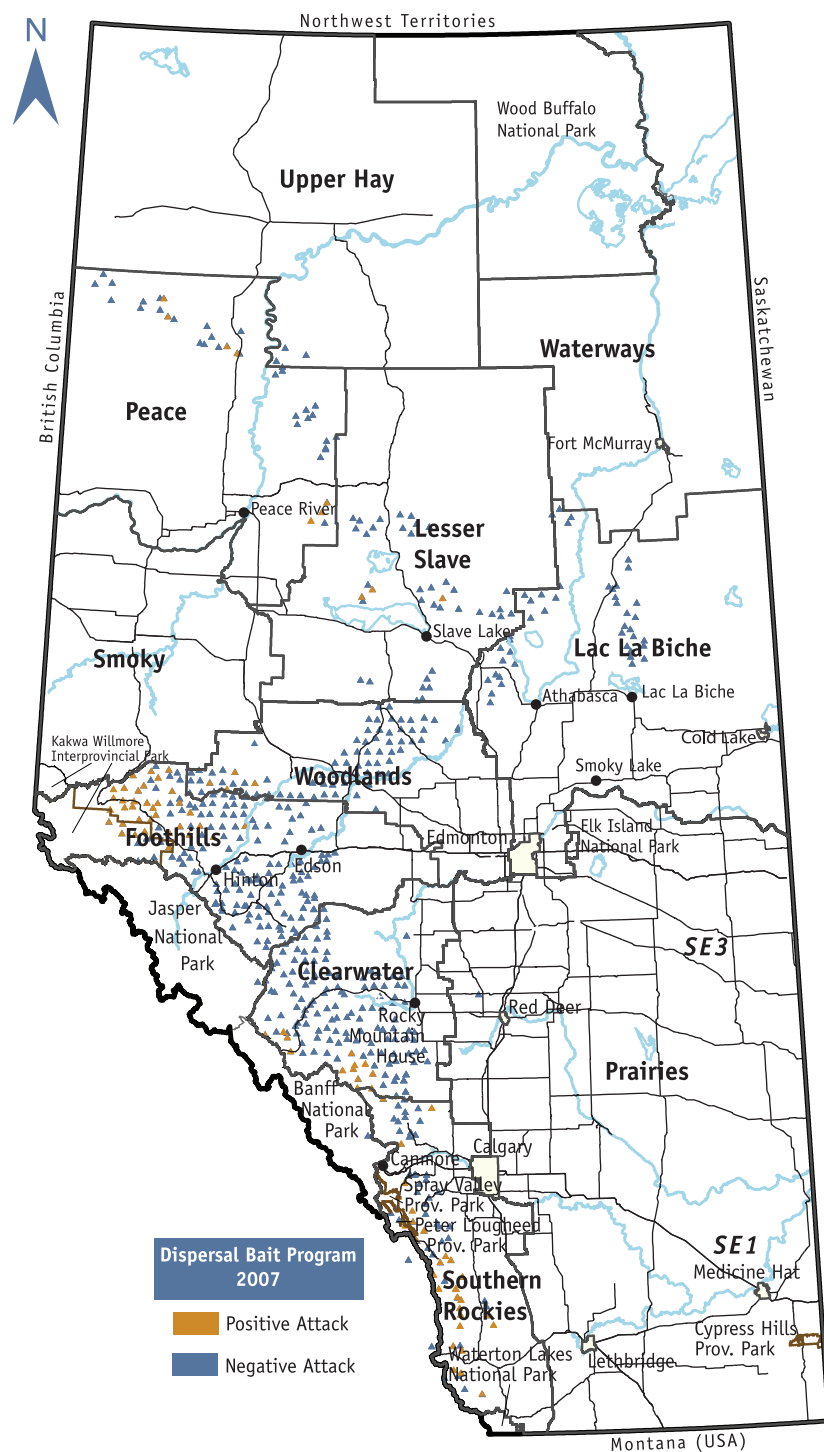 Northwest Territories
N
Wood Buffalo
National Park
Upper Hay
British Columbia
Saskatchewan
Waterways
Peace
Fort McMurray
Peace River
Lesser
Slave
Slave Lake
Lac La Biche
Smoky
Athabasca
Lac La Biche
Kakwa Willmore
Interprovincial Park
Cold Lake
Smoky Lake
Woodlands
Foothills
Edmonton
Elk Island
National Park
Edson
Hinton
Jasper
National
Park
SE3
Clearwater
Rocky
Mountain
House
Red Deer
Prairies
Banff
National
Park
Calgary
Canmore
Spray Valley
Prov. Park
Peter Lougheed
Prov. Park
SE1
Medicine Hat
Dispersal Bait Program
2007
Positive Attack
Negative Attack
Southern
Rockies
Cypress Hills
Prov. Park
Waterton Lakes
National Park
Lethbridge
Montana (USA)